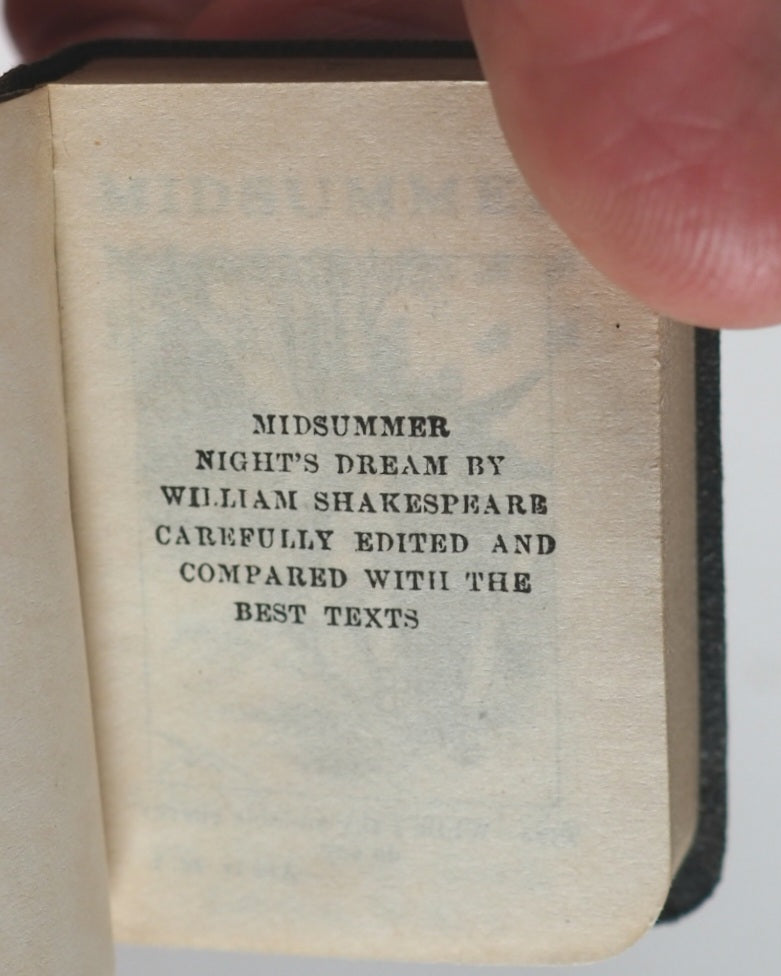 MIDSUMMER
NIGHT'S DREAM BY
WILLIAM SHAKESPEARE
CAREFULLY EDITED AND
COMPARED WITH THE
BEST TEXTS